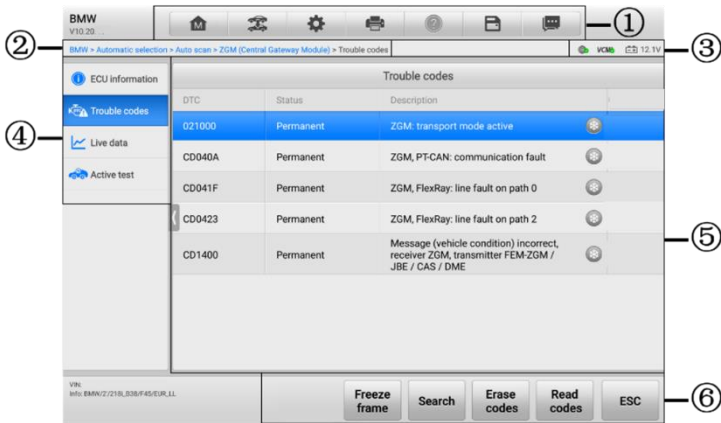 BMW
V10.20. ...
①
②
BMW > Automatic selection > Auto scan > ZGM (Central Gateway Module) > Trouble codes
VCMI
12.1V
③
ECU information
Trouble codes
Trouble codes
DTC Status Description
④
Live data
Active test
021000 Permanent ZGM: transport mode active
CD040A Permanent ZGM, PT-CAN: communication fault
CD041F Permanent ZGM, FlexRay: line fault on path 0
CD0423 Permanent ZGM, FlexRay: line fault on path 2
⑤
CD1400 Permanent Message (vehicle condition) incorrect,
receiver ZGM, transmitter FEM-ZGM /
JBE / CAS / DME
VIN:
Info: BMW/2'/218i_B38/F45/EUR_LL
Freeze
frame
Search
Erase
codes
Read
codes
ESC
⑥